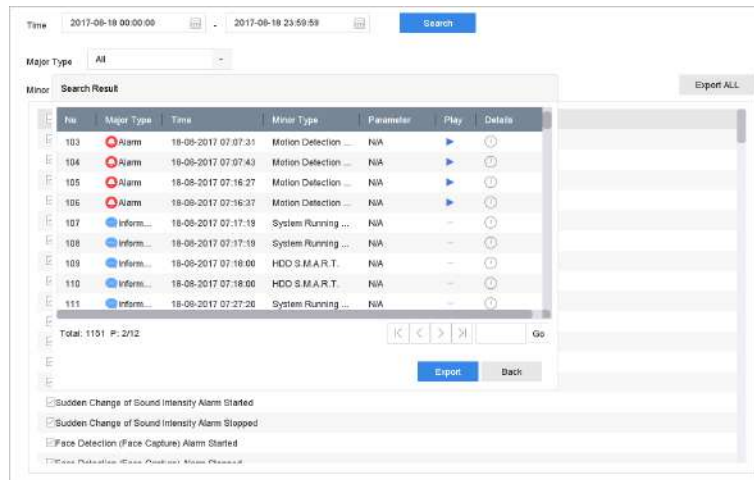 Time 2017-08-18 00:00:00 - 2017-08-18 23:59:59 Search
Major Type All
Minor
Export ALL
Search Result
No Major Type Time Minor Type Parameter Play Details
103 Alarm 18-08-2017 07:07:31 Motion Detection ... N/A
104 Alarm 18-08-2017 07:07:43 Motion Detection ... N/A
105 Alarm 18-08-2017 07:16:27 Motion Detection ... N/A
106 Alarm 18-08-2017 07:16:37 Motion Detection ... N/A
107 Inform... 18-08-2017 07:17:19 System Running ... N/A —
108 Inform... 18-08-2017 07:17:19 System Running ... N/A —
109 Inform... 18-08-2017 07:18:00 HDD S.M.A.R.T. N/A —
110 Inform... 18-08-2017 07:18:00 HDD S.M.A.R.T. N/A —
111 Inform... 18-08-2017 07:27:20 System Running ... N/A —
Total: 1151 P: 2/12 Go
Export Back
Sudden Change of Sound Intensity Alarm Started
Sudden Change of Sound Intensity Alarm Stopped
Face Detection (Face Capture) Alarm Started